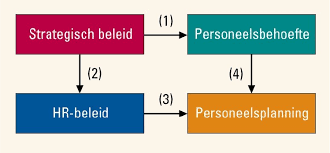 Strategisch beleid
(1)
Personeelsbehoefte
(2)
(4)
HR-beleid
(3)
Personeelsplanning